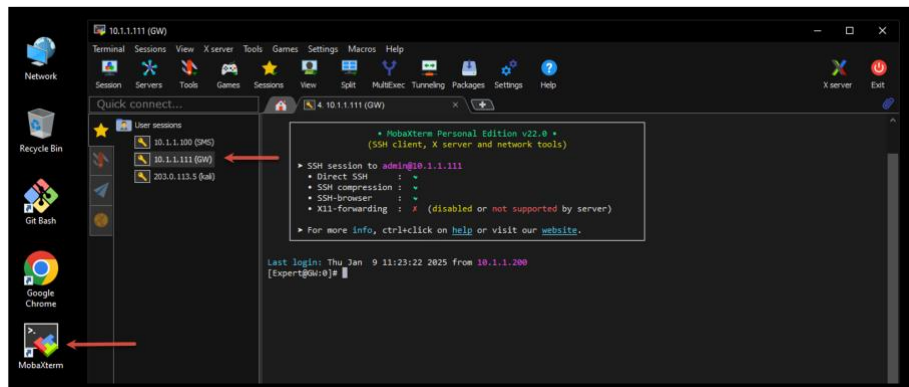 10.1.1.111 (GW)
Terminal Sessions View X server Tools Games Settings Macros Help
Session Servers Tools Games Sessions View Split MultiExec Tunneling Packages Settings Help X server Exit
Quick connect...
4. 10.1.1.111 (GW)
User sessions
10.1.1.100 (SMS)
10.1.1.111 (GW)
203.0.113.5 (kali)
• MobaXterm Personal Edition v22.0 •
(SSH client, X server and network tools)
➤ SSH session to admin@10.1.1.111
• Direct SSH :
• SSH compression :
• SSH-browser :
• X11-forwarding : ✗ (disabled or not supported by server)
➤ For more info, ctrl+click on help or visit our website.
Last login: Thu Jan 9 11:23:22 2025 from 10.1.1.200
[Expert@GW:0]#
Network
Recycle Bin
Git Bash
Google
Chrome
MobaXterm